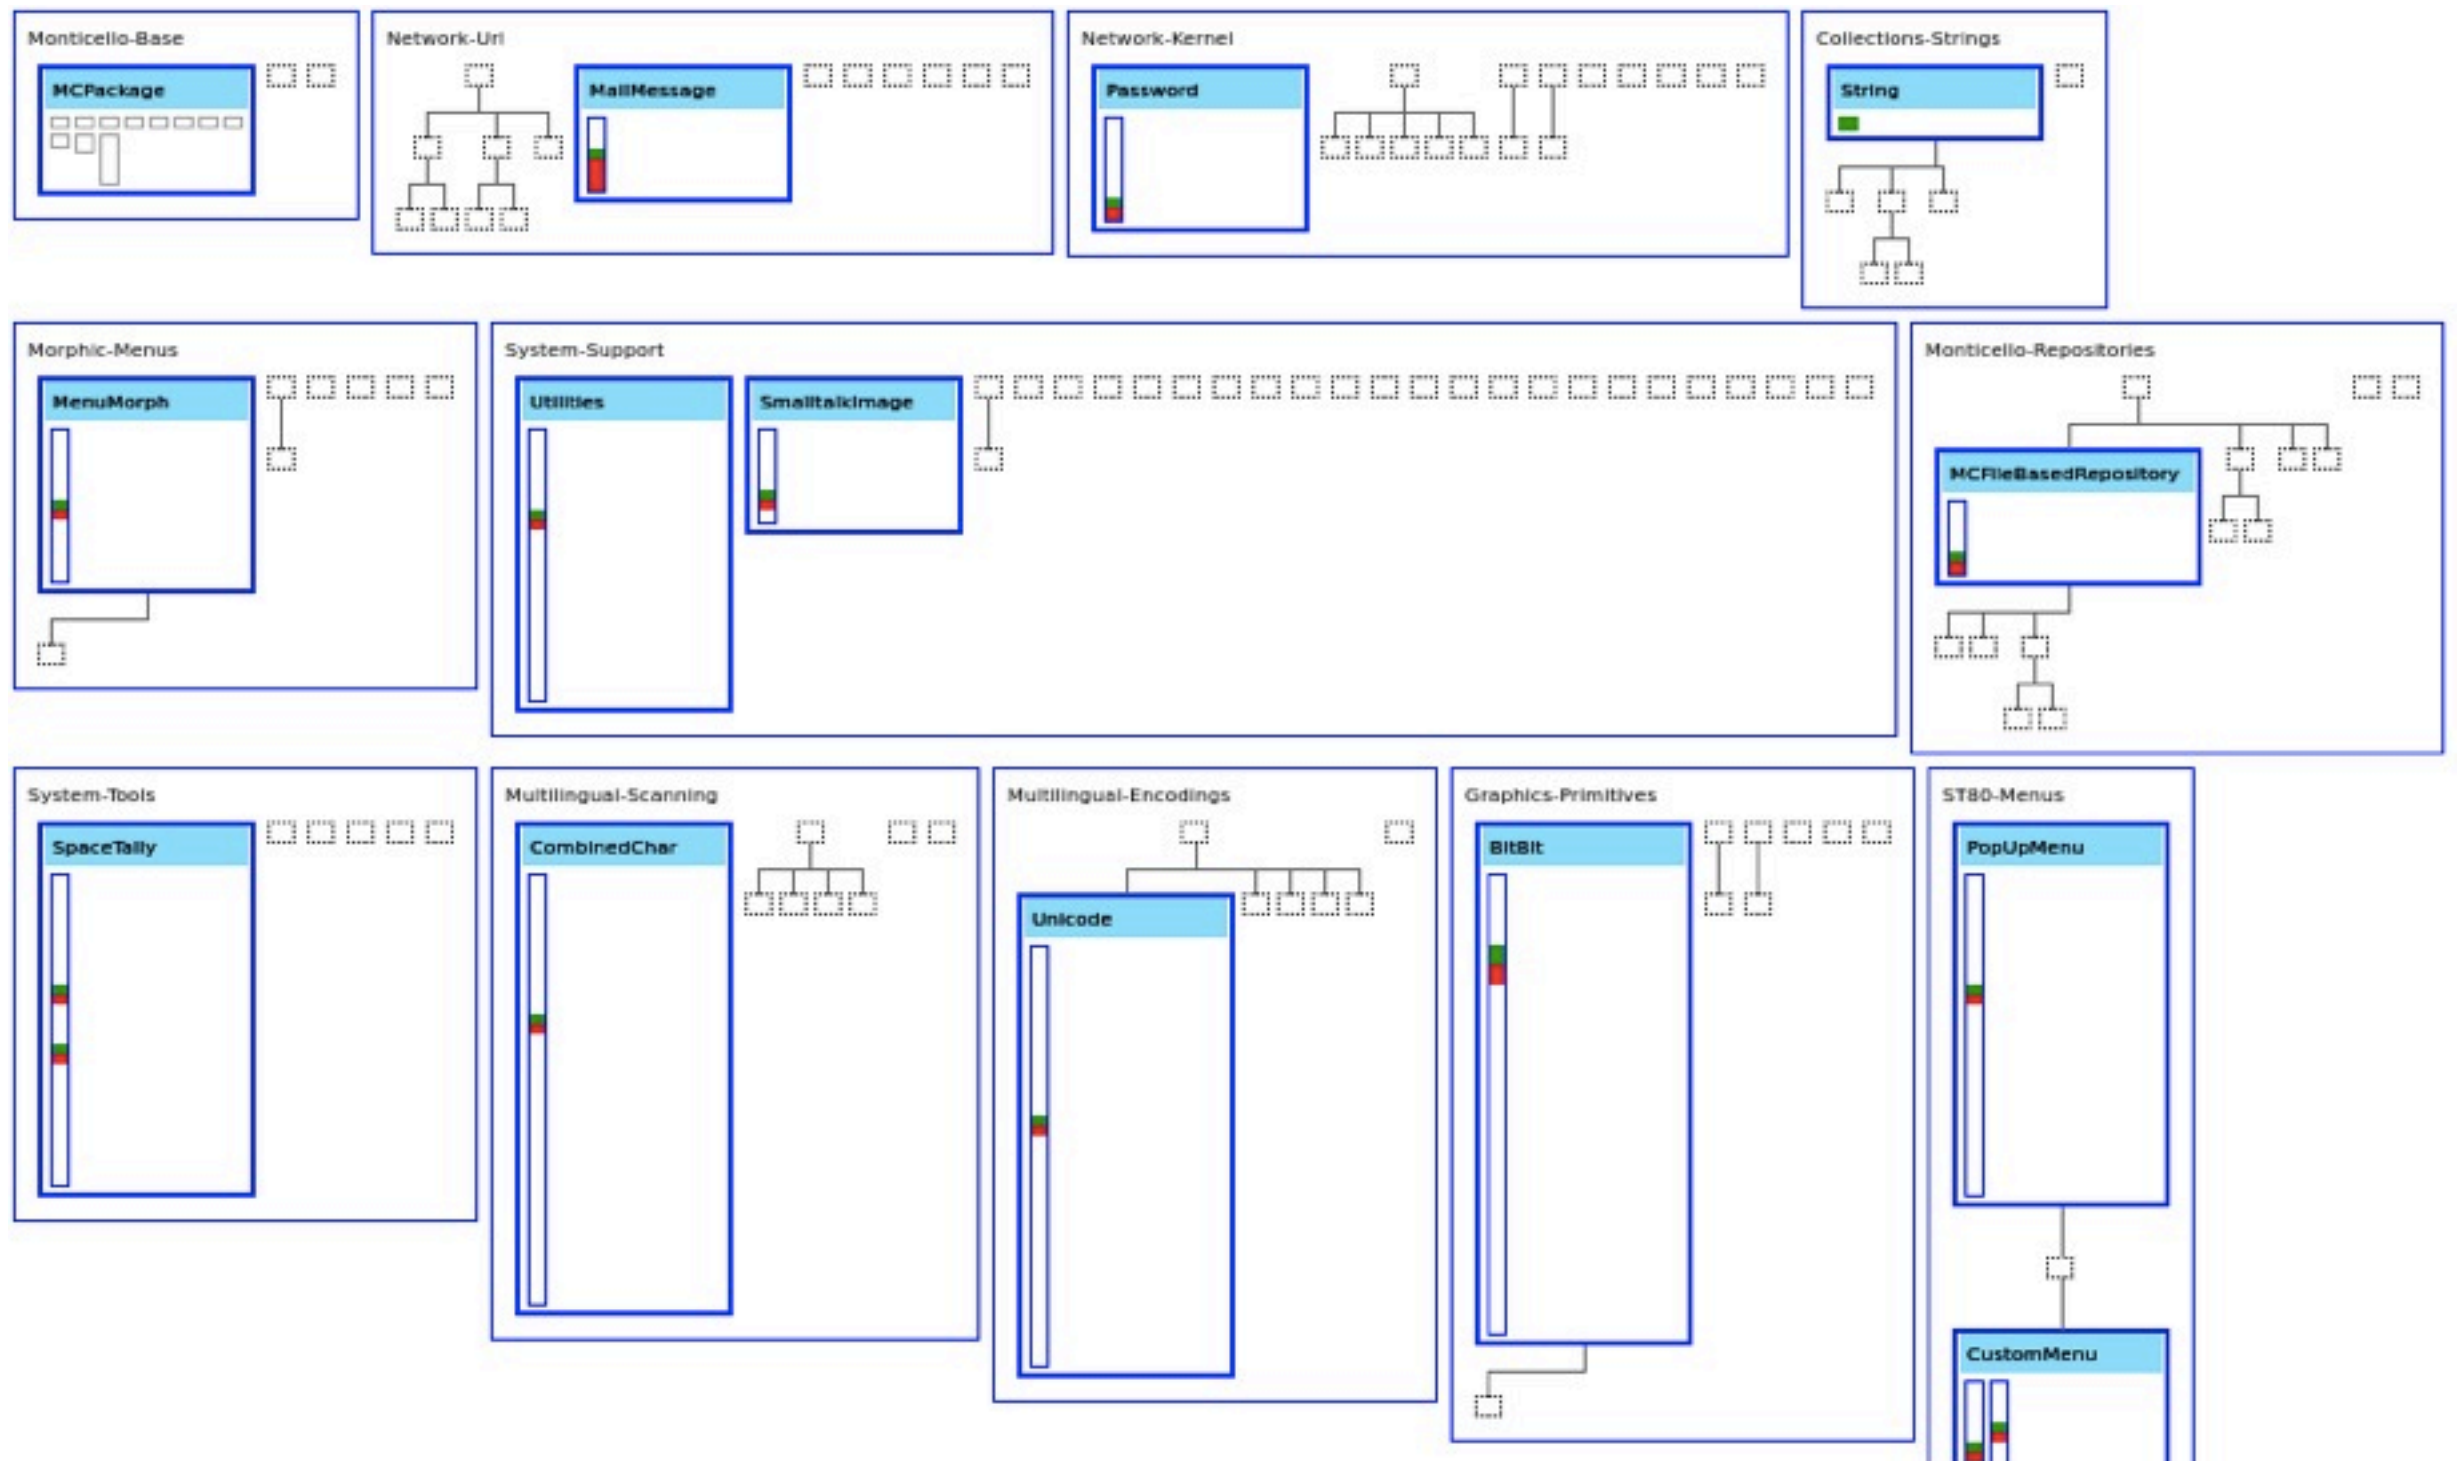 Monticello-Base
MCPackage
Network-Url
MailMessage
Network-Kernel
Password
Collections-Strings
String
Morphic-Menus
MenuMorph
System-Support
Utilities
SmalltalkImage
Monticello-Repositories
MCFileBasedRepository
System-Tools
SpaceTally
Multilingual-Scanning
CombinedChar
Multilingual-Encodings
Unicode
Graphics-Primitives
BitBlt
ST80-Menus
PopUpMenu
CustomMenu